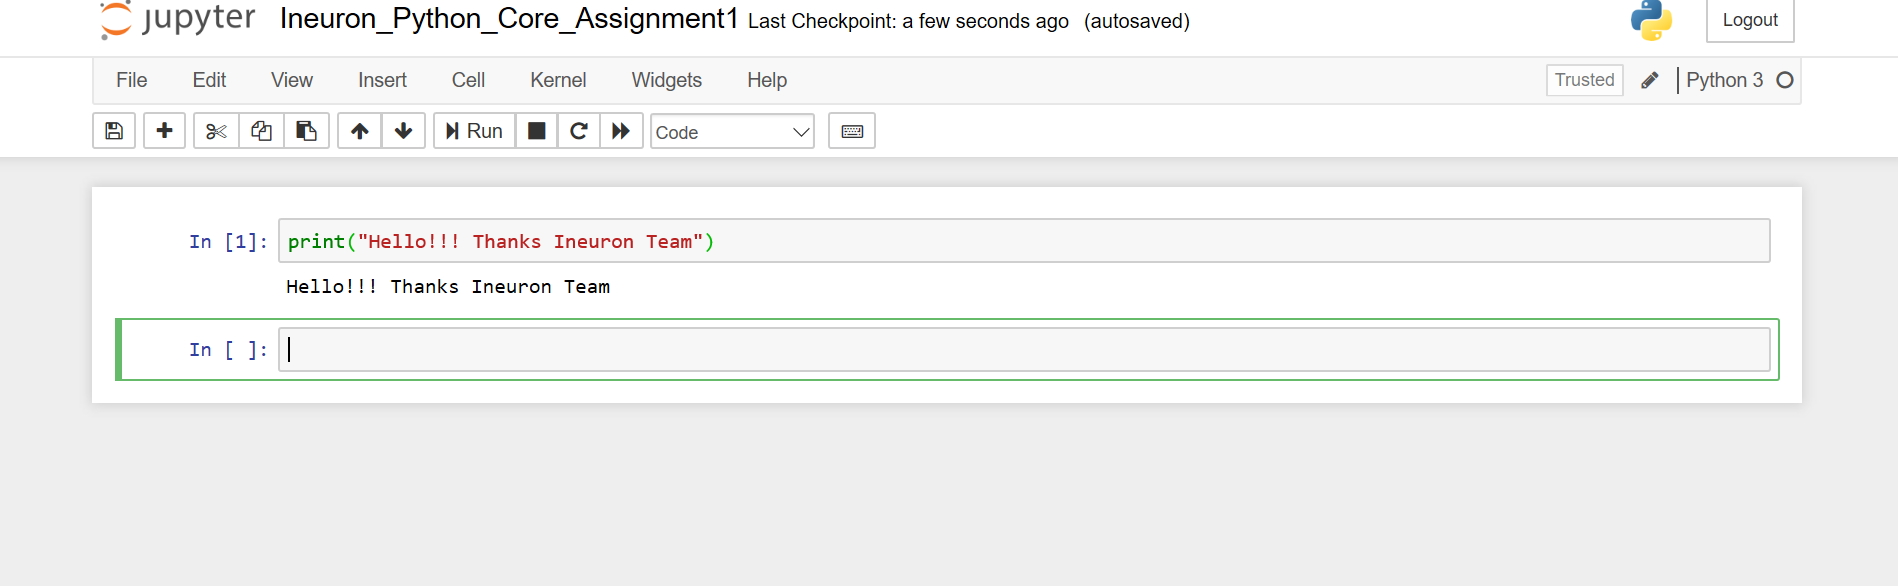 jupyter Ineuron_Python_Core_Assignment1 Last Checkpoint: a few seconds ago (autosaved) Logout
File Edit View Insert Cell Kernel Widgets Help Trusted Python 3
Run Code
In [1]: print("Hello!!! Thanks Ineuron Team")
Hello!!! Thanks Ineuron Team
In [ ]: